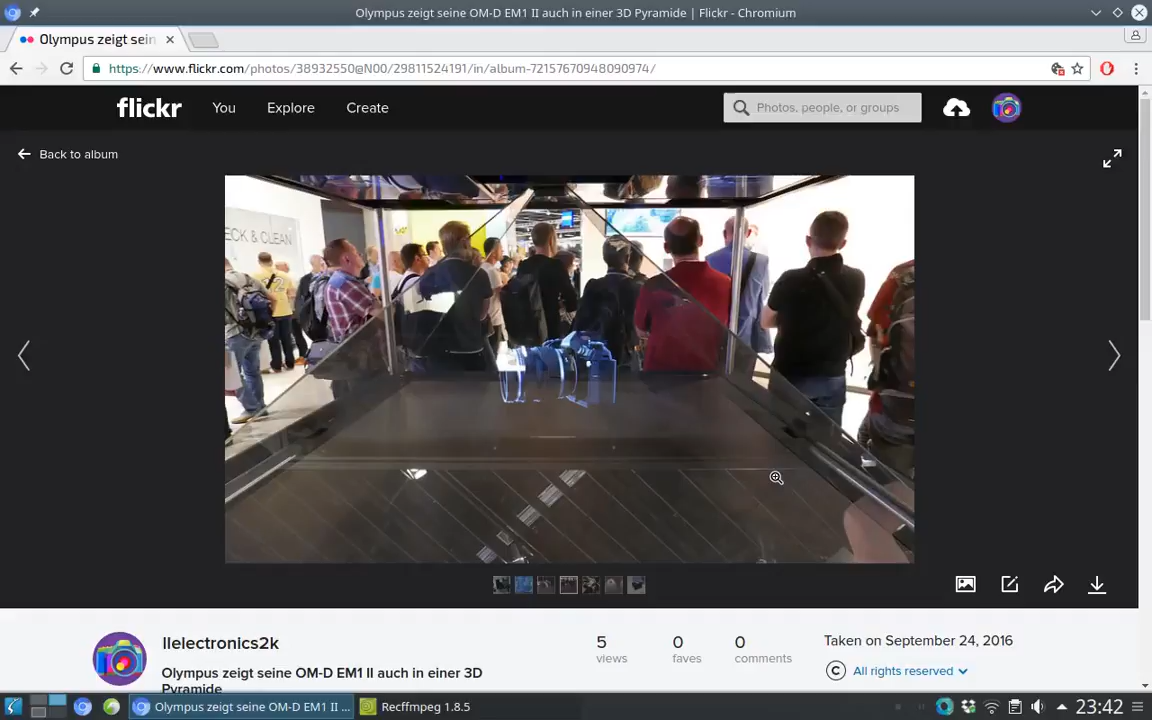 Olympus zeigt seine OM-D EM1 II auch in einer 3D Pyramide | Flickr - Chromium
Olympus zeigt sein
https://www.flickr.com/photos/38932550@N00/29811524191/in/album-72157670948090974/
flickr
You
Explore
Create
Photos, people, or groups
Back to album
ECK & CLEAN
llelectronics2k
Olympus zeigt seine OM-D EM1 II auch in einer 3D
Pyramide
5
views
0
faves
0
comments
Taken on September 24, 2016
All rights reserved
Olympus zeigt seine OM-D EM1 II ...
Recffmpeg 1.8.5
23:42